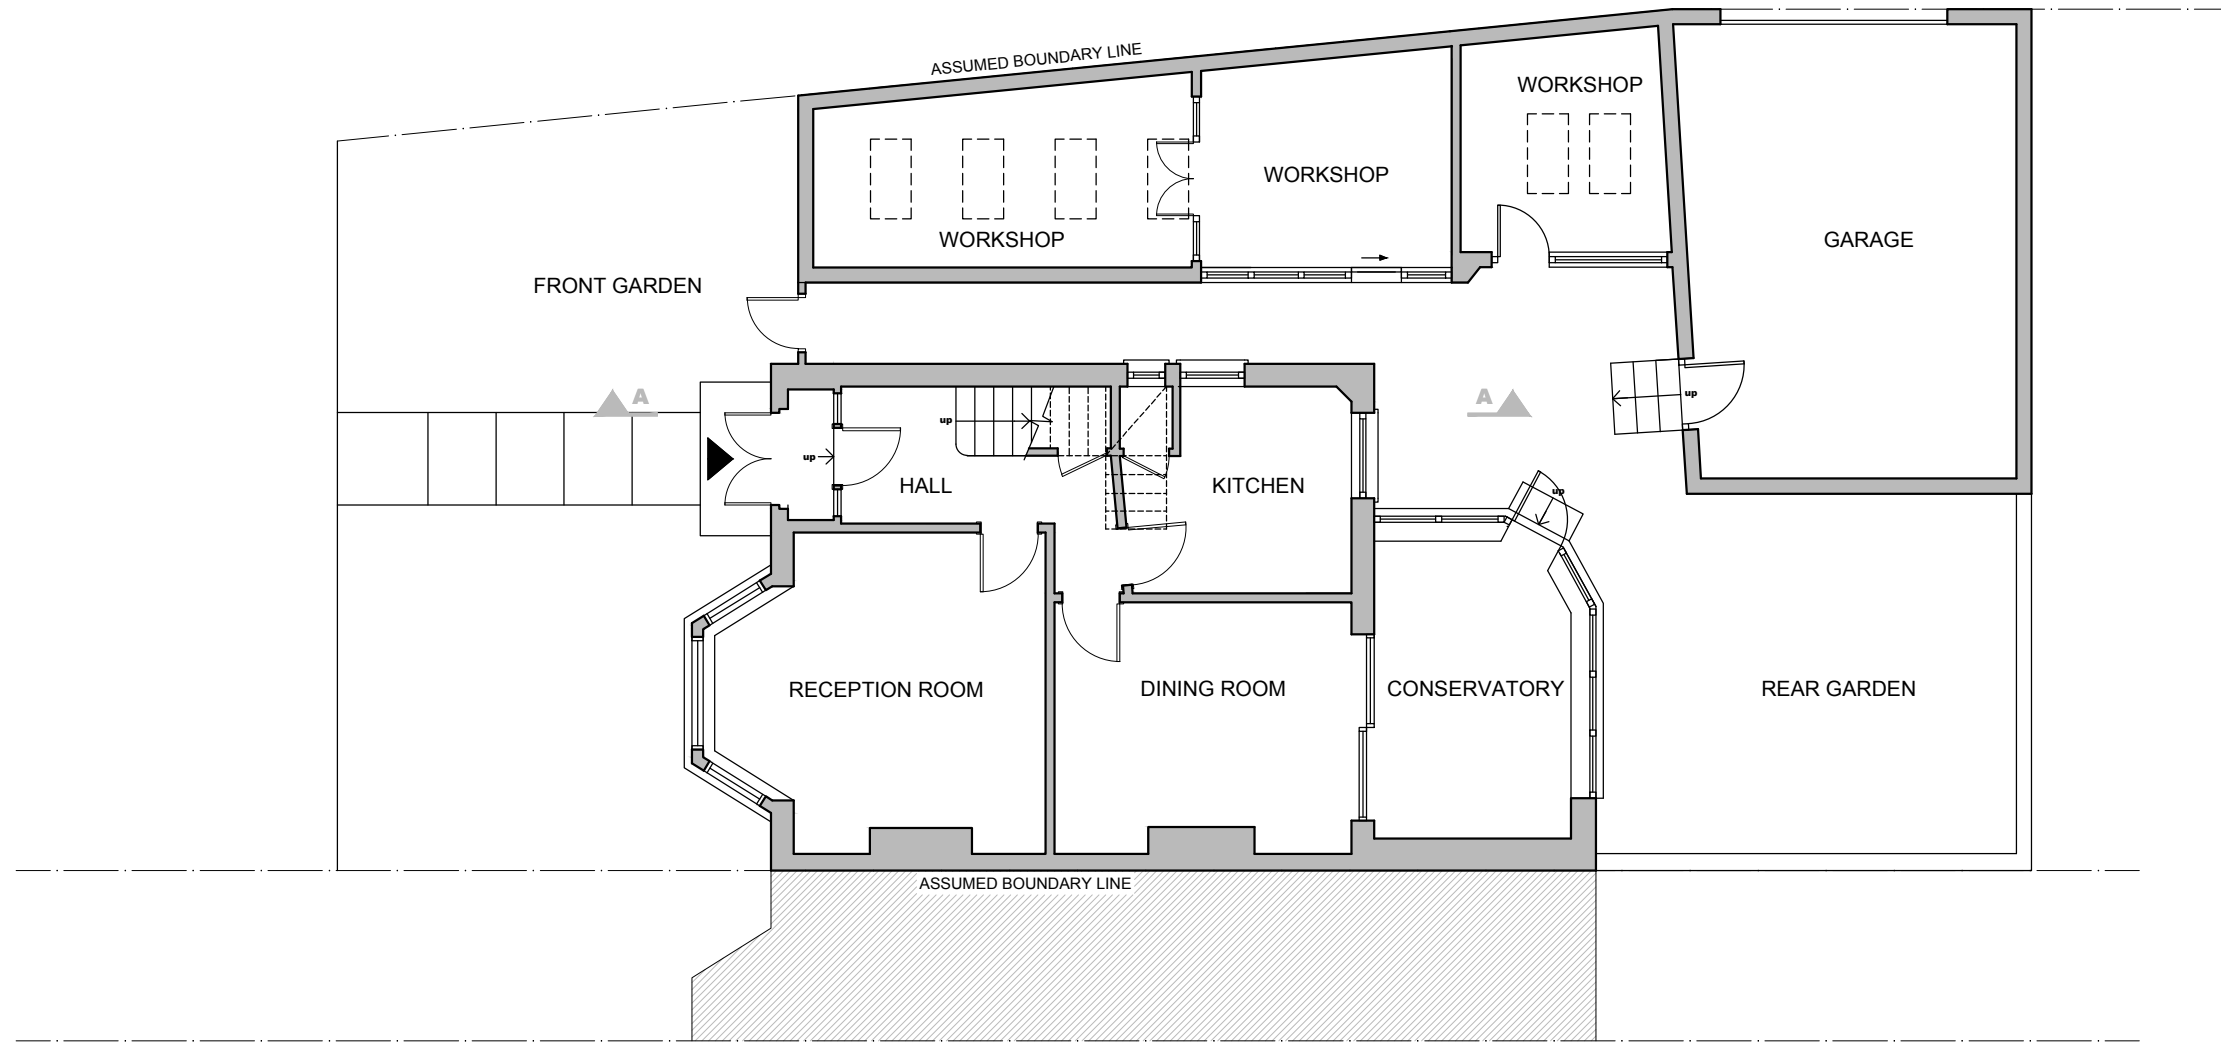 ASSUMED BOUNDARY LINE
WORKSHOP
WORKSHOP
WORKSHOP
GARAGE
FRONT GARDEN
A
A
up
up
up
HALL
KITCHEN
up
RECEPTION ROOM
DINING ROOM
CONSERVATORY
REAR GARDEN
ASSUMED BOUNDARY LINE